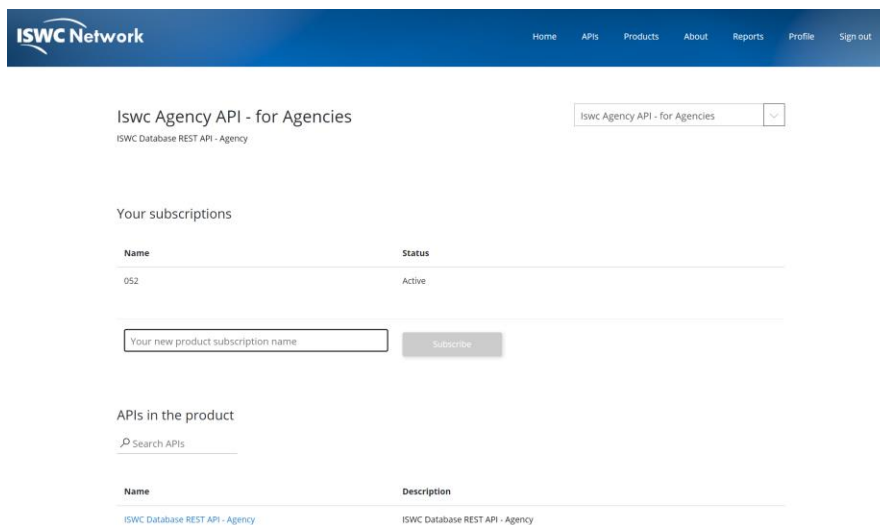 ISWC Network
Home APIs Products About Reports Profile Sign out
Iswc Agency API - for Agencies
Iswc Agency API - for Agencies
ISWC Database REST API - Agency
Your subscriptions
Name Status
052 Active
Your new product subscription name Subscribe
APIs in the product
Search APIs
Name Description
ISWC Database REST API - Agency ISWC Database REST API - Agency